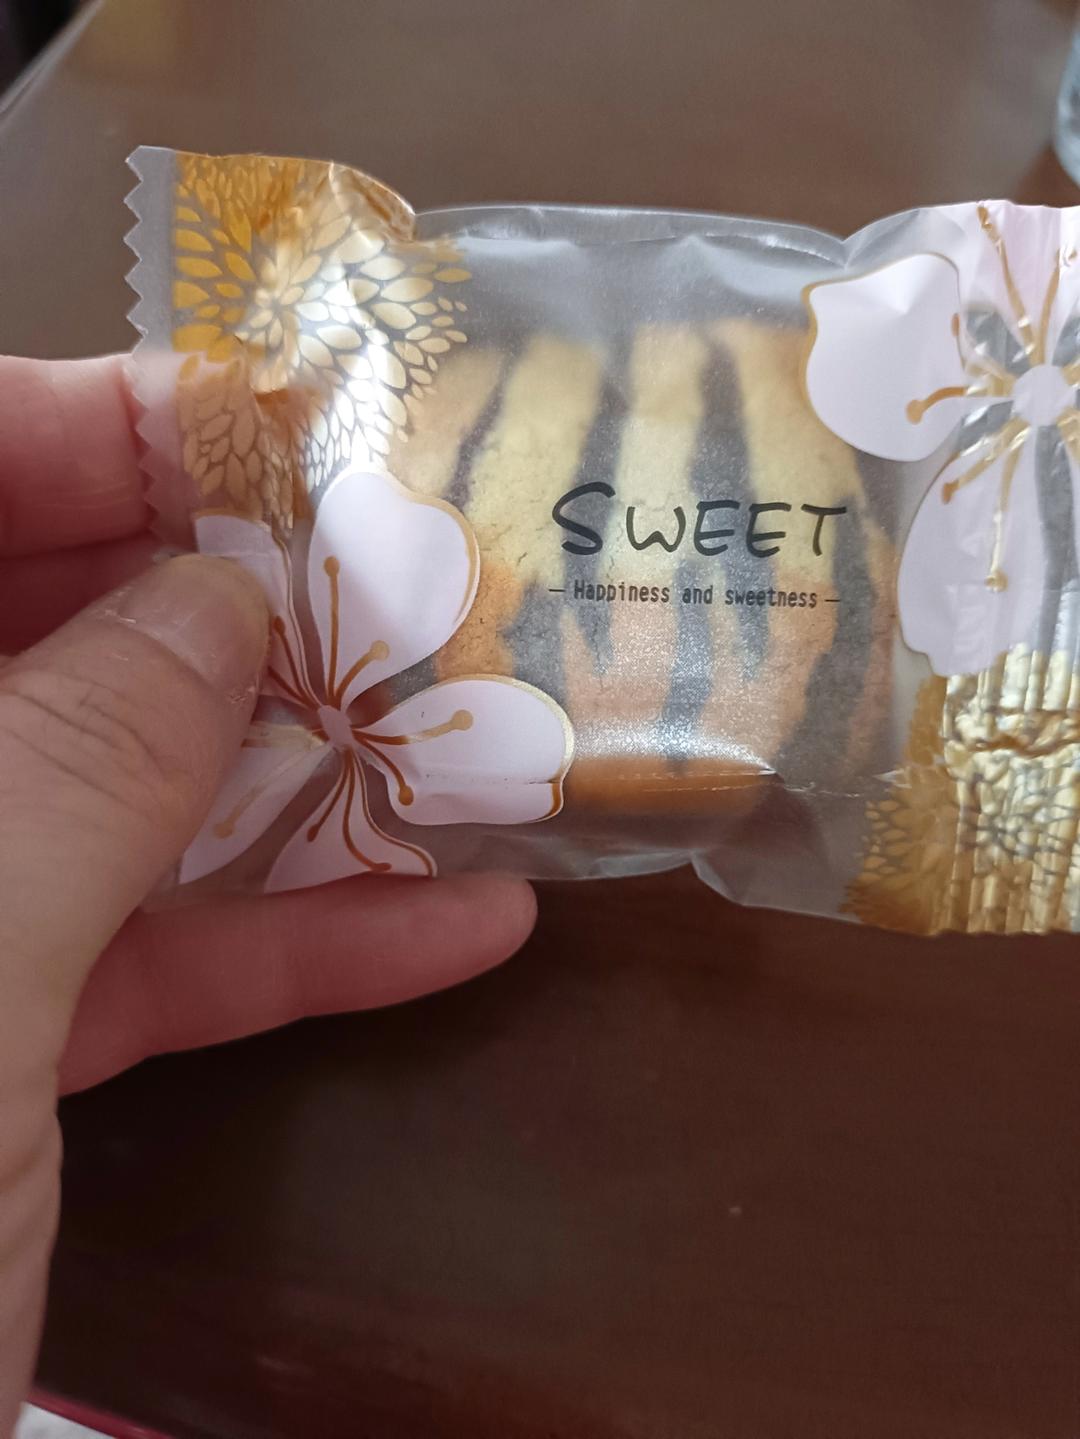 SWEET
— Happiness and sweetness —